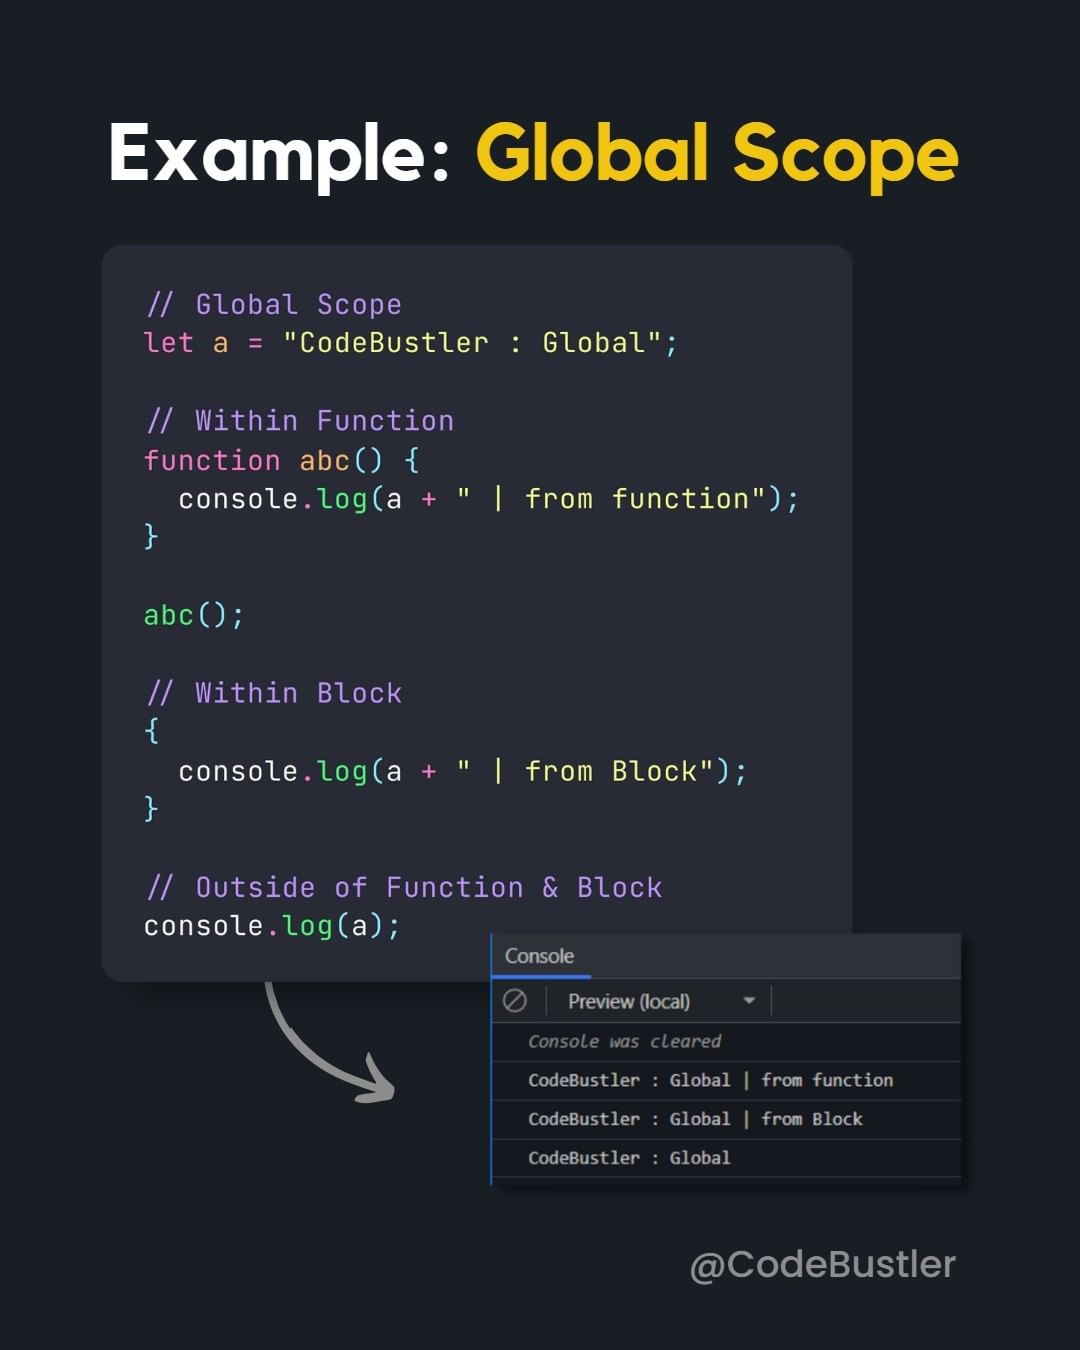 Example: Global Scope
// Global Scope
let a = "CodeBustler : Global";
// Within Function
function abc() {
  console.log(a + " | from function");
}
abc();
// Within Block
{
  console.log(a + " | from Block");
}
// Outside of Function & Block
console.log(a);
Console
Preview (local)
Console was cleared
CodeBustler : Global | from function
CodeBustler : Global | from Block
CodeBustler : Global
@CodeBustler